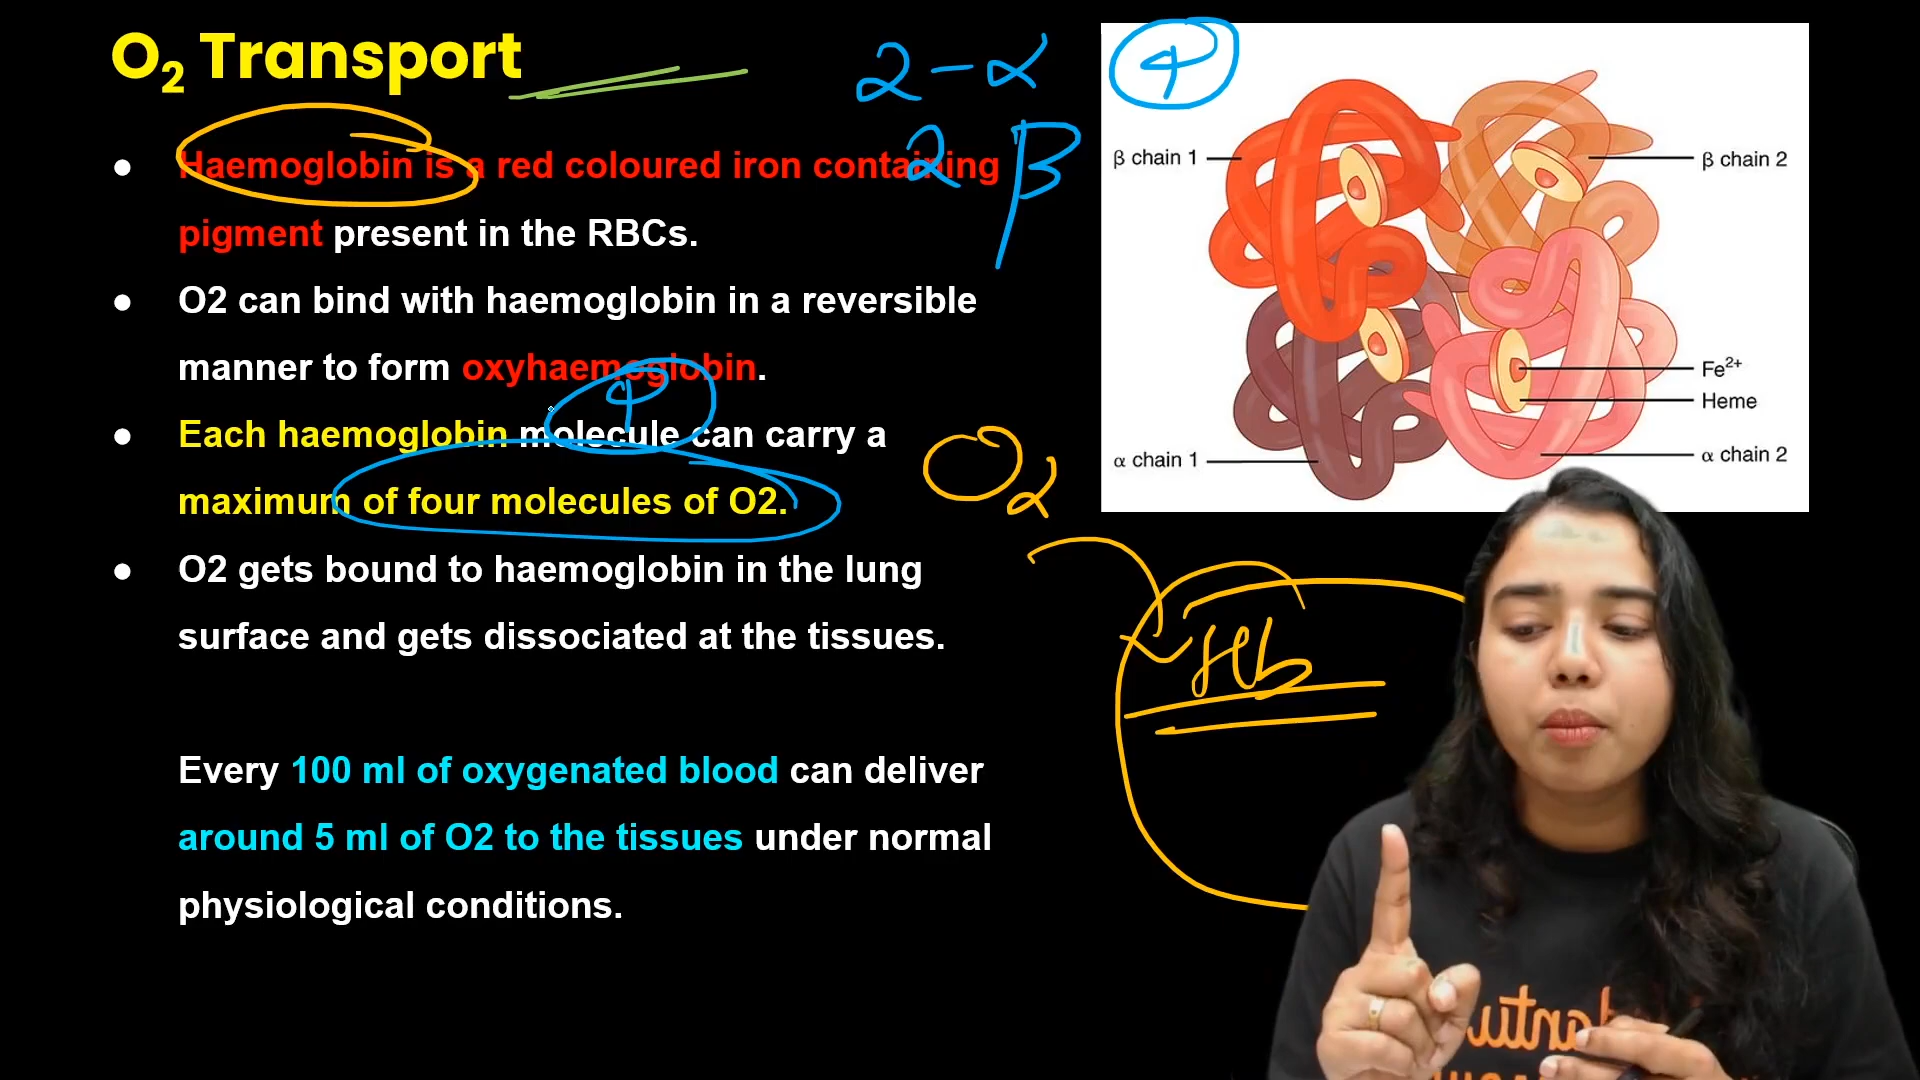 O₂ Transport
● Haemoglobin is a red coloured iron containing
pigment present in the RBCs.
● O2 can bind with haemoglobin in a reversible
manner to form oxyhaemoglobin.
● Each haemoglobin molecule can carry a
maximum of four molecules of O2.
● O2 gets bound to haemoglobin in the lung
surface and gets dissociated at the tissues.
Every 100 ml of oxygenated blood can deliver
around 5 ml of O2 to the tissues under normal
physiological conditions.
2-α
2 β
4
4
O₂
Hb
β chain 1
β chain 2
Fe²⁺
Heme
α chain 1
α chain 2